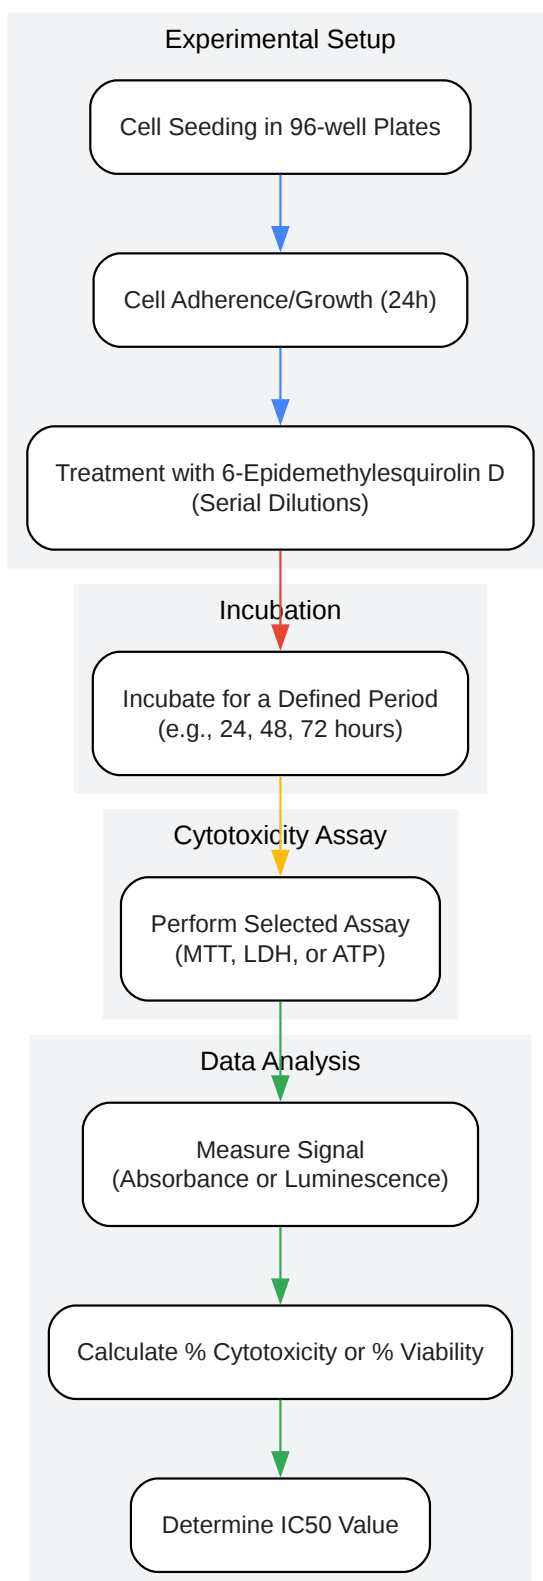 Experimental Setup
Cell Seeding in 96-well Plates
Cell Adherence/Growth (24h)
Treatment with 6-Epidemethylesquirolin D
(Serial Dilutions)
Incubation
Incubate for a Defined Period
(e.g., 24, 48, 72 hours)
Cytotoxicity Assay
Perform Selected Assay
(MTT, LDH, or ATP)
Data Analysis
Measure Signal
(Absorbance or Luminescence)
Calculate % Cytotoxicity or % Viability
Determine IC50 Value